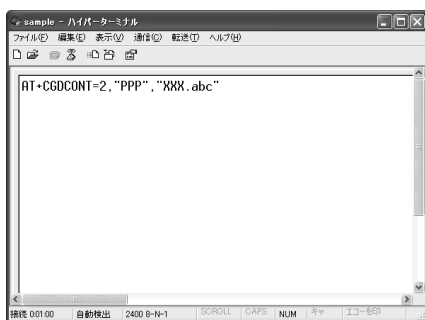 sample - ハイパーターミナル
ファイル(F) 編集(E) 表示(V) 通信(C) 転送(T) ヘルプ(H)
AT+CGDCONT=2,"PPP","XXX.abc"
接続 0:01:00 自動検出 2400 8-N-1 SCROLL CAPS NUM キャ エコーを印